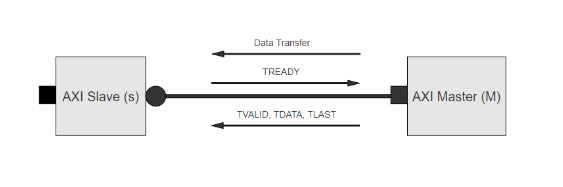 Data Transfer
AXI Slave (s)
TREADY
AXI Master (M)
TVALID, TDATA, TLAST